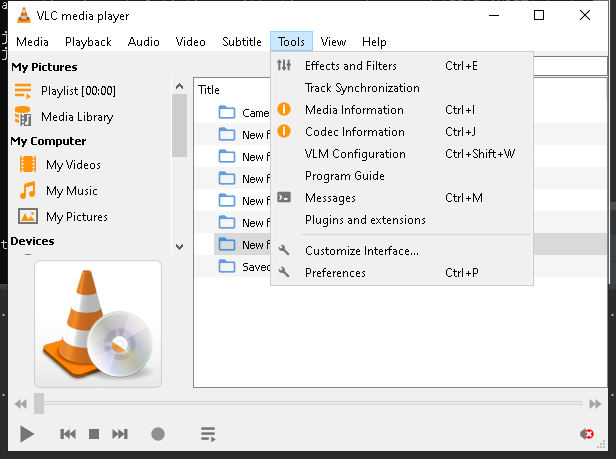 VLC media player
Media Playback Audio Video Subtitle Tools View Help
My Pictures
Playlist [00:00]
Media Library
My Computer
My Videos
My Music
My Pictures
Devices
Title
Came
New f
New f
New f
New f
New f
New f
Saved
Effects and Filters Ctrl+E
Track Synchronization
Media Information Ctrl+I
Codec Information Ctrl+J
VLM Configuration Ctrl+Shift+W
Program Guide
Messages Ctrl+M
Plugins and extensions
Customize Interface...
Preferences Ctrl+P